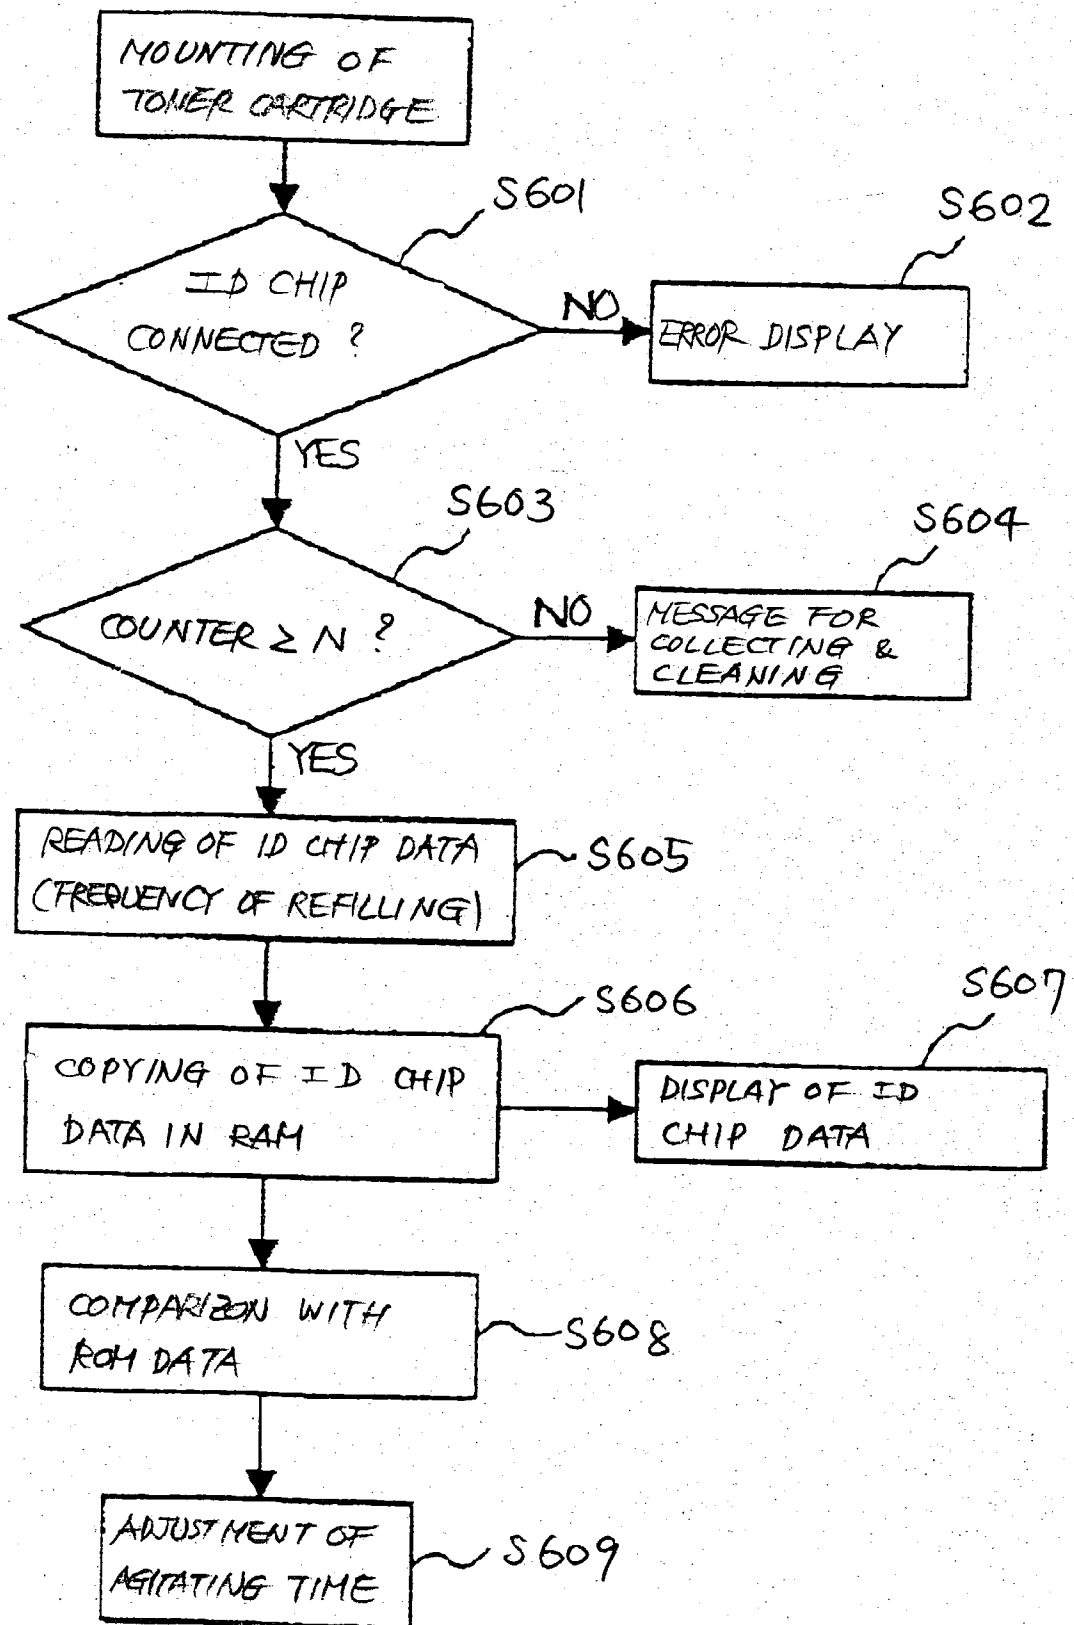 MOUNTING OF
TONER CARTRIDGE
S601
ID CHIP
CONNECTED ?
NO
S602
ERROR DISPLAY
YES
S603
COUNTER ≥ N ?
NO
S604
MESSAGE FOR
COLLECTING &
CLEANING
YES
READING OF ID CHIP DATA
(FREQUENCY OF REFILLING)
S605
S606
COPYING OF ID CHIP
DATA IN RAM
S607
DISPLAY OF ID
CHIP DATA
COMPARIZON WITH
ROM DATA
S608
ADJUSTMENT OF
AGITATING TIME
S609